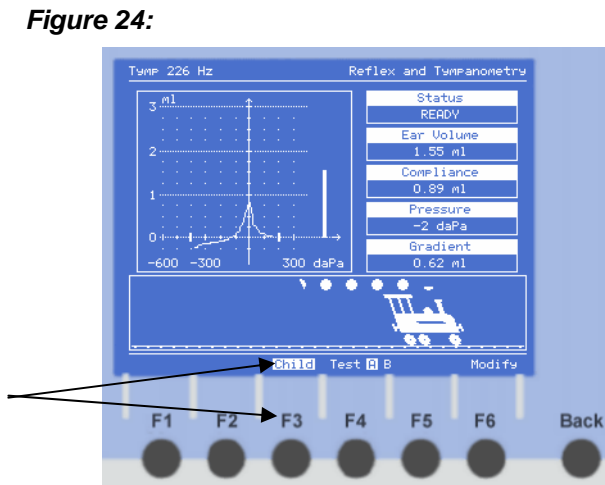 Figure 24:
Tymp 226 Hz
Reflex and Tympanometry
3 ml
2
1
0
-600 -300 300 daPa
Status
READY
Ear Volume
1.55 ml
Compliance
0.89 ml
Pressure
-2 daPa
Gradient
0.62 ml
Child Test A B Modify
F1 F2 F3 F4 F5 F6 Back